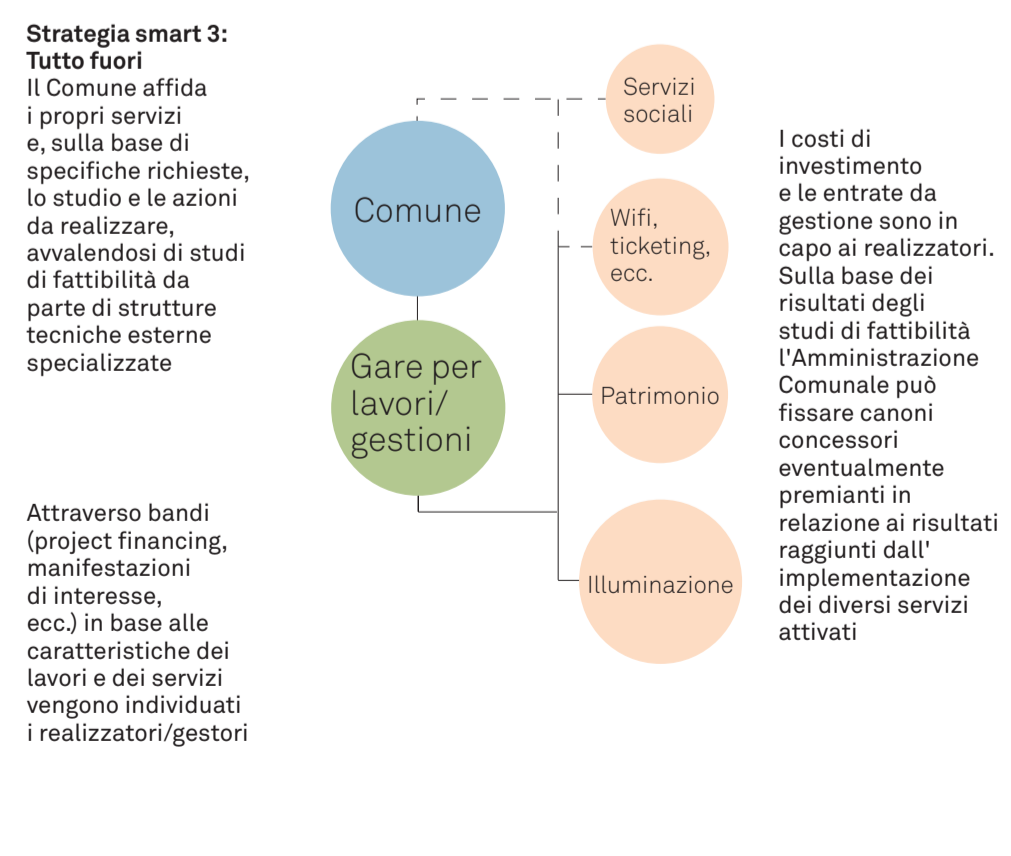 Strategia smart 3:
Tutto fuori
Il Comune affida
i propri servizi
e, sulla base di
specifiche richieste,
lo studio e le azioni
da realizzare,
avvalendosi di studi
di fattibilità da
parte di strutture
tecniche esterne
specializzate
Attraverso bandi
(project financing,
manifestazioni
di interesse,
ecc.) in base alle
caratteristiche dei
lavori e dei servizi
vengono individuati
i realizzatori/gestori
Comune
Gare per
lavori/
gestioni
Servizi
sociali
Wifi,
ticketing,
ecc.
Patrimonio
Illuminazione
I costi di
investimento
e le entrate da
gestione sono in
capo ai realizzatori.
Sulla base dei
risultati degli
studi di fattibilità
l'Amministrazione
Comunale può
fissare canoni
concessori
eventualmente
premianti in
relazione ai risultati
raggiunti dall'
implementazione
dei diversi servizi
attivati